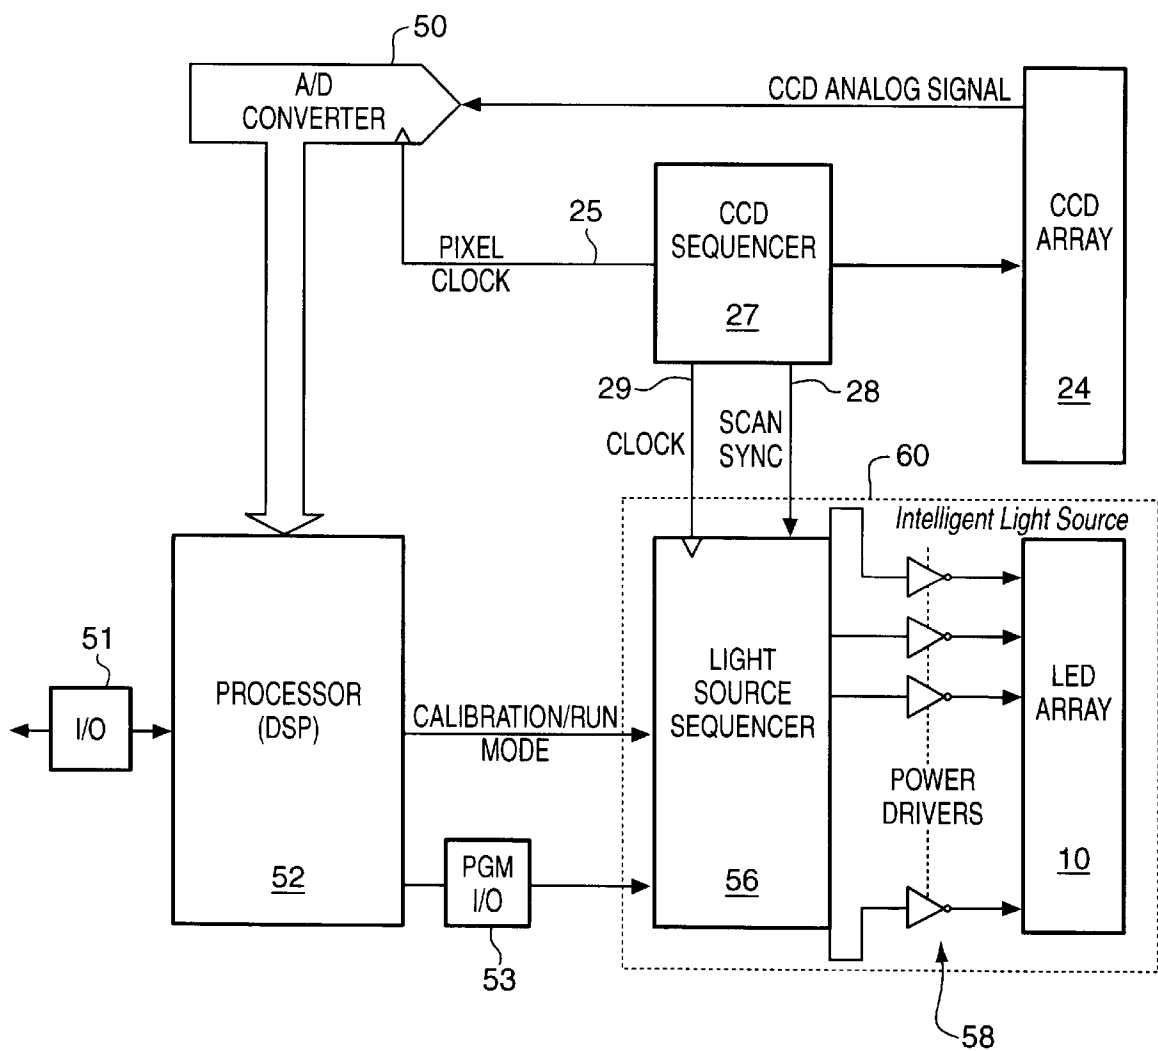 50
A/D
CONVERTER
CCD ANALOG SIGNAL
CCD
ARRAY
24
25
PIXEL
CLOCK
CCD
SEQUENCER
27
29
28
CLOCK
SCAN
SYNC
60
Intelligent Light Source
51
I/O
PROCESSOR
(DSP)
52
CALIBRATION/RUN
MODE
PGM
I/O
53
LIGHT
SOURCE
SEQUENCER
56
POWER
DRIVERS
58
LED
ARRAY
10